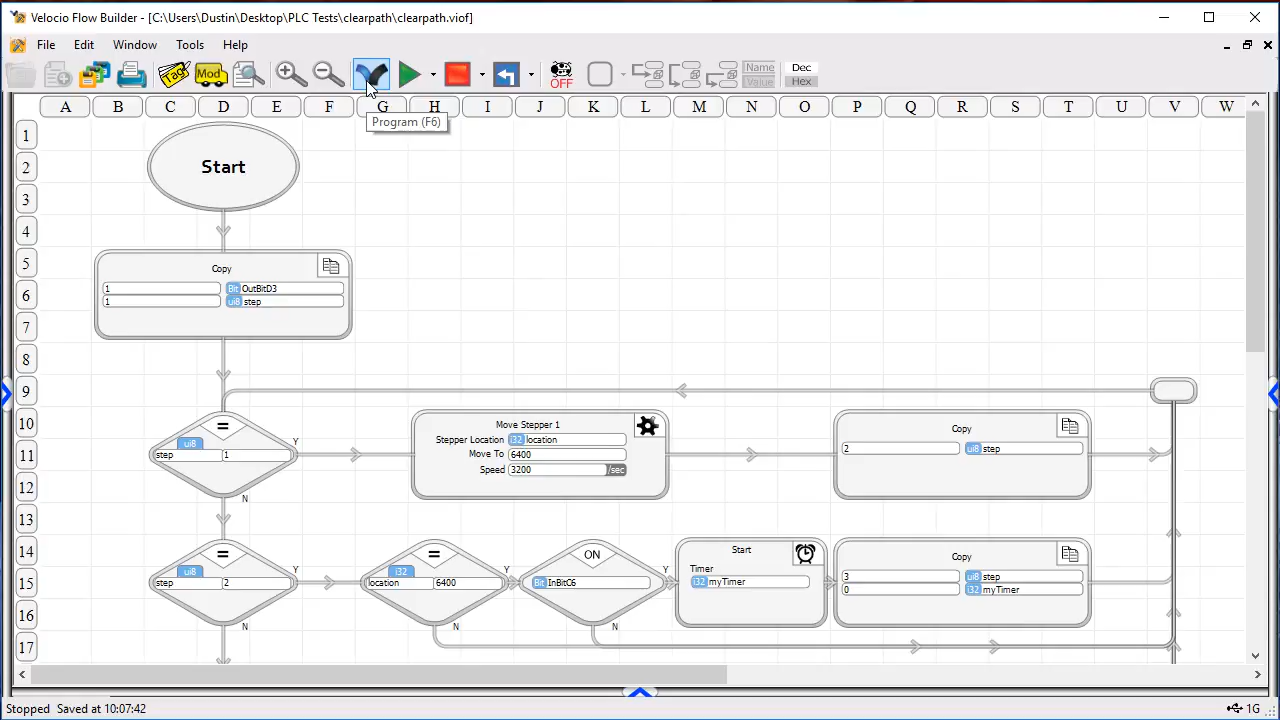 Velocio Flow Builder - [C:\Users\Dustin\Desktop\PLC Tests\clearpath\clearpath.viof]
File Edit Window Tools Help
Tags Mod OFF Name Value Dec Hex
Program (F6)
A B C D E F G H I J K L M N O P Q R S T U V W
1
2
3
4
5
6
7
8
9
10
11
12
13
14
15
16
17
Start
Copy
1 Bit OutBitD3
1 ui8 step
=
ui8
step 1
Y
N
Move Stepper 1
Stepper Location i32 location
Move To 6400
Speed 3200 /sec
Copy
2 ui8 step
=
ui8
step 2
Y
N
=
i32
location 6400
Y
N
ON
Bit InBitC6
Y
N
Start
Timer
i32 myTimer
Copy
3 ui8 step
0 i32 myTimer
Stopped Saved at 10:07:42
1G